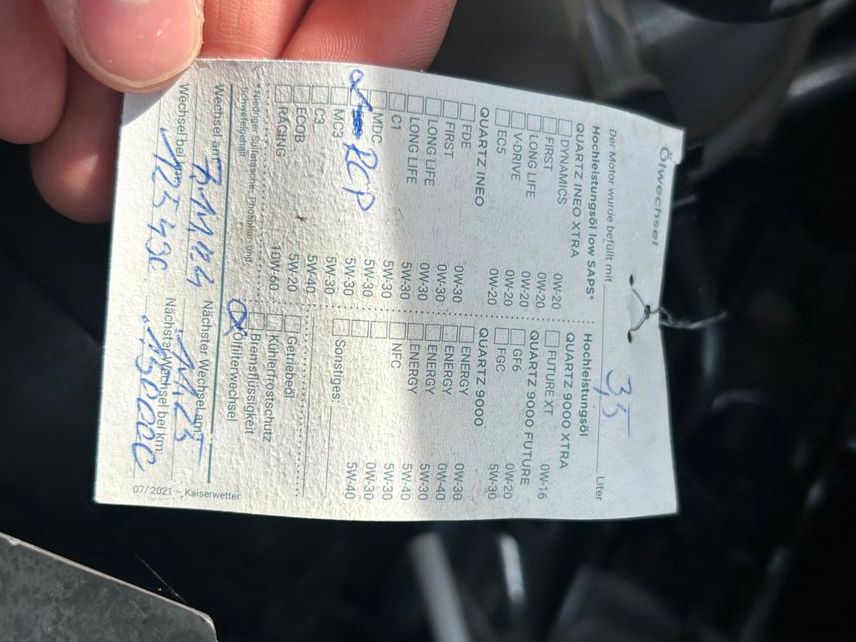 Ölwechsel
Der Motor wurde befüllt mit 3,5 Liter
Hochleistungsöl low SAPS*
QUARTZ INEO XTRA
DYNAMICS 0W-20
FIRST 0W-20
LONG LIFE 0W-20
V-DRIVE 0W-20
EC5 0W-20
QUARTZ INEO
FDE 0W-30
FIRST 0W-30
LONG LIFE 0W-30
LONG LIFE 5W-30
C1 5W-30
MDC 5W-30
RCP 5W-30
MC3 5W-30
C3 5W-40
ECOB 5W-20
RACING 10W-60
*Niedriger Sulfatasche-, Phosphor- und
Schwefelgehalt
Hochleistungsöl
QUARTZ 9000 XTRA
FUTURE XT 0W-16
QUARTZ 9000 FUTURE
GF6 0W-20
FGC 5W-30
QUARTZ 9000
ENERGY 0W-30
ENERGY 0W-40
ENERGY 5W-30
ENERGY 5W-40
NFC 5W-30
0W-30
5W-40
Sonstiges:
Getriebeöl
Kühlerfrostschutz
Bremsflüssigkeit
Ölfilterwechsel
Wechsel am
Nächster Wechsel am 11.25
Wechsel bei km 123430
Nächster Wechsel bei km 150000
07/2021 – Kaiserwetter